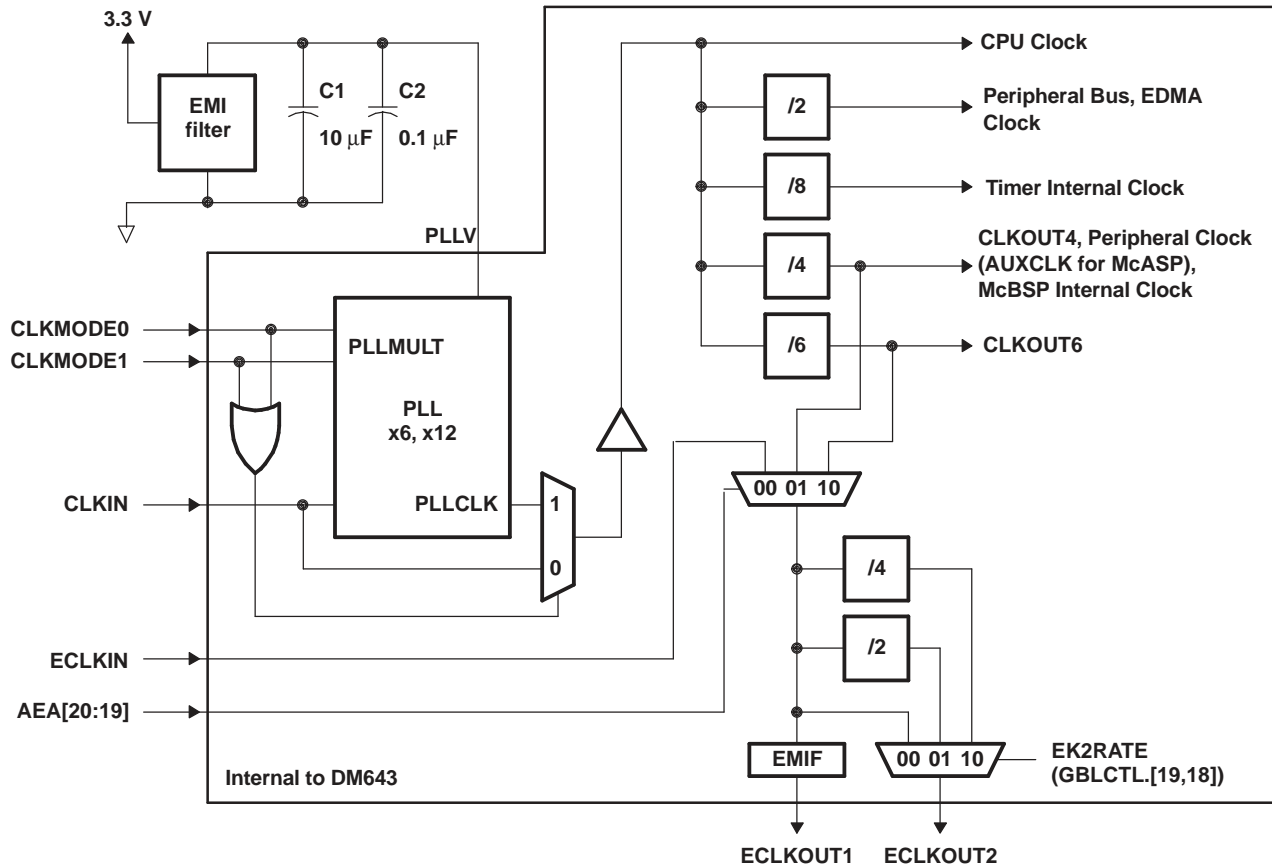 3.3 V
EMI
filter
C1
10 μF
C2
0.1 μF
PLLV
CPU Clock
/2
Peripheral Bus, EDMA
Clock
/8
Timer Internal Clock
/4
CLKOUT4, Peripheral Clock
(AUXCLK for McASP),
McBSP Internal Clock
/6
CLKOUT6
CLKMODE0
CLKMODE1
PLLMULT
PLL
x6, x12
CLKIN
PLLCLK
1
0
00 01 10
ECLKIN
AEA[20:19]
/4
/2
EMIF
00 01 10
EK2RATE
(GBLCTL.[19,18])
Internal to DM643
ECLKOUT1
ECLKOUT2